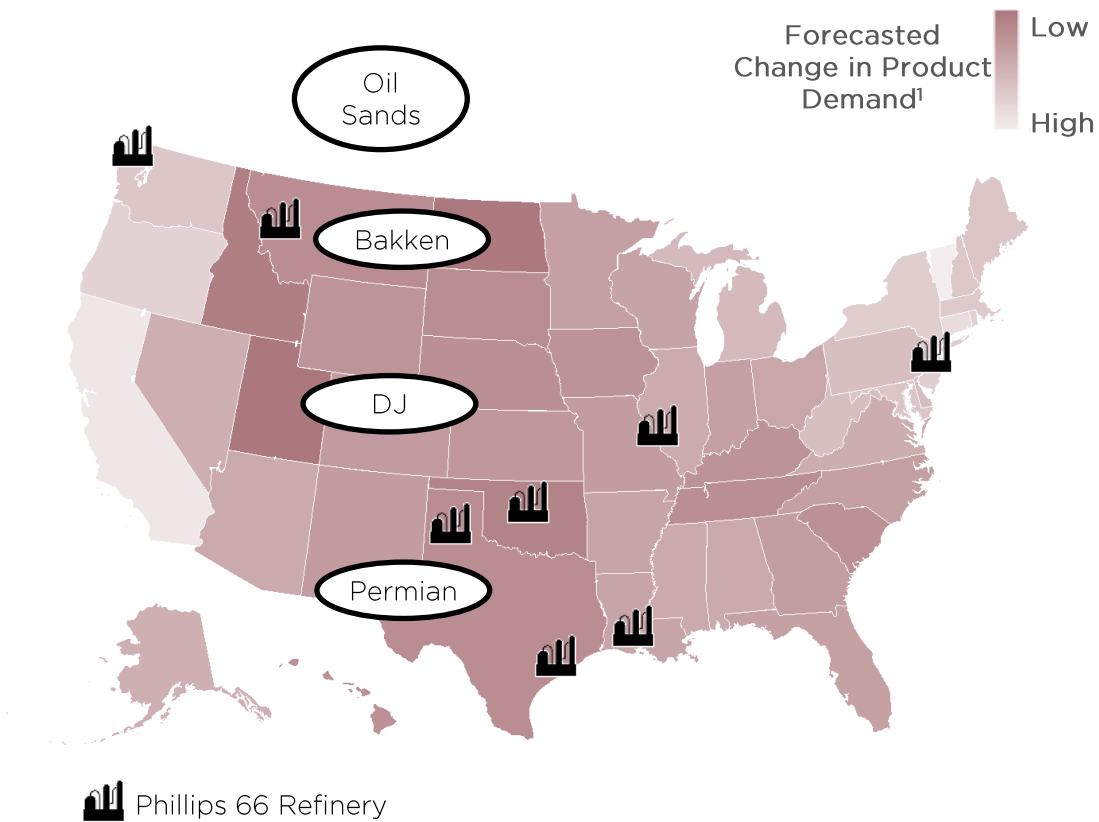 Forecasted
Change in Product
Demand1
Low
High
Oil
Sands
Bakken
DJ
Permian
Phillips 66 Refinery